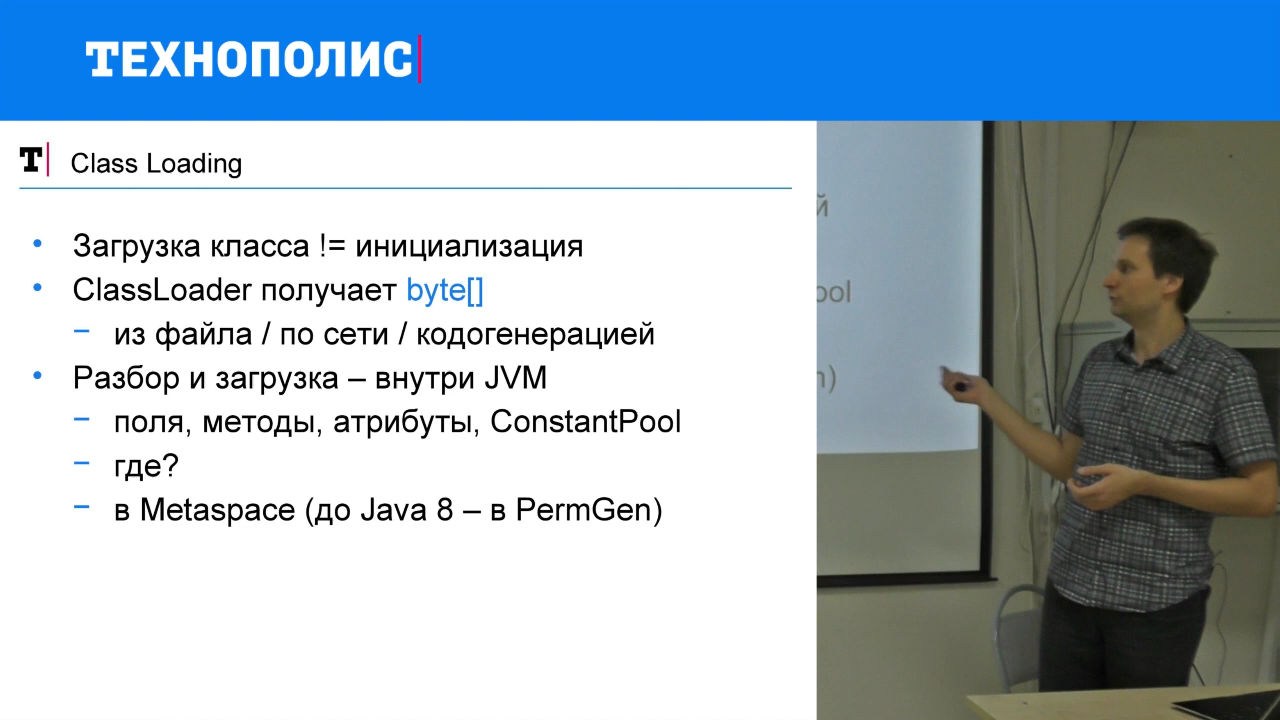 ТЕХНОПОЛИС
T Class Loading
• Загрузка класса != инициализация
• ClassLoader получает byte[]
− из файла / по сети / кодогенерацией
• Разбор и загрузка – внутри JVM
− поля, методы, атрибуты, ConstantPool
− где?
− в Metaspace (до Java 8 – в PermGen)